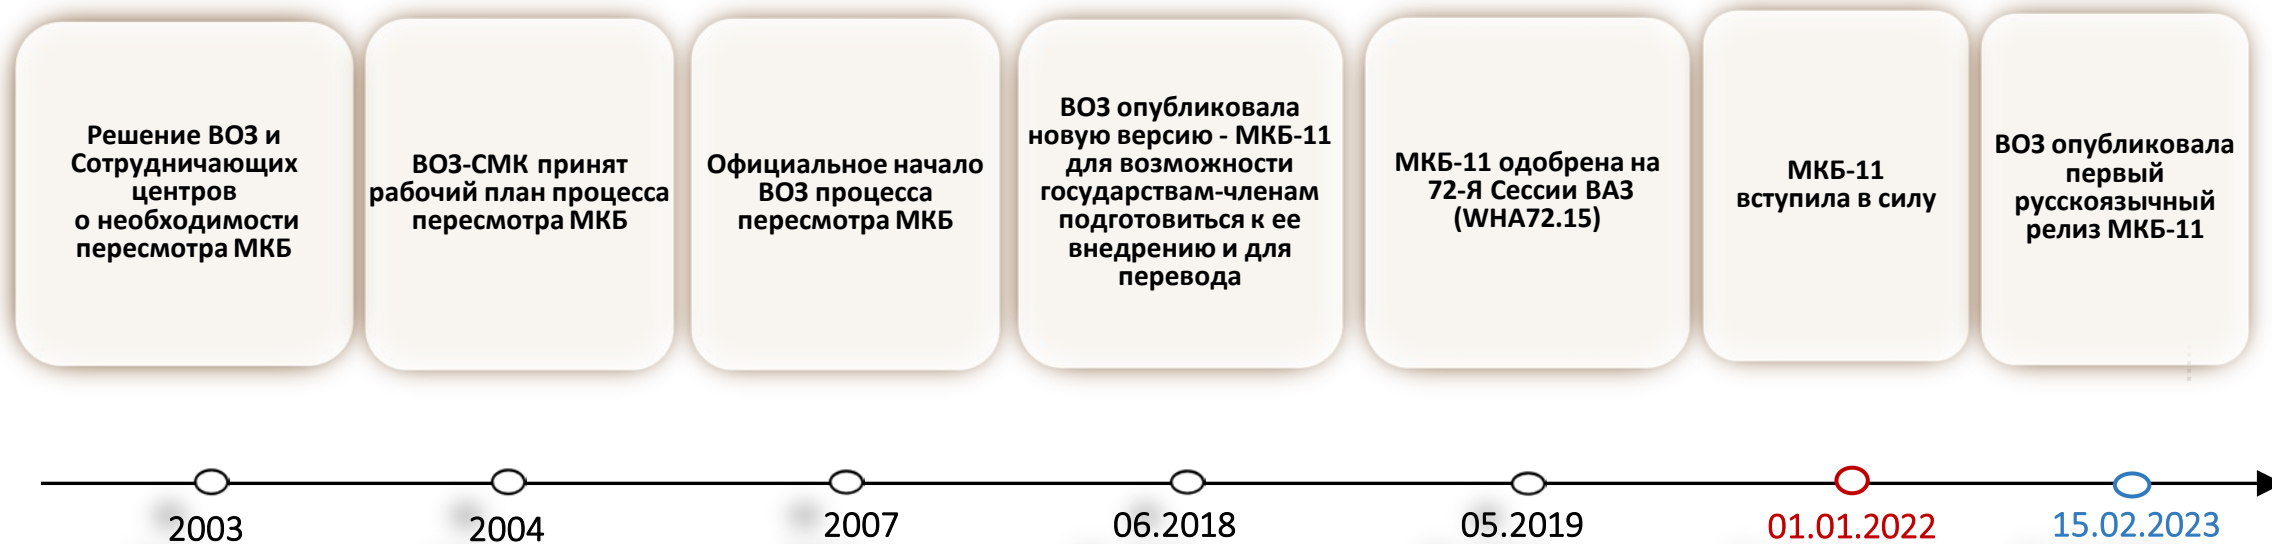 Решение ВОЗ и
Сотрудничающих
центров
о необходимости
пересмотра МКБ
ВОЗ-СМК принят
рабочий план процесса
пересмотра МКБ
Официальное начало
ВОЗ процесса
пересмотра МКБ
ВОЗ опубликовала
новую версию - МКБ-11
для возможности
государствам-членам
подготовиться к ее
внедрению и для
перевода
МКБ-11 одобрена на
72-Я Сессии ВАЗ
(WHA72.15)
МКБ-11
вступила в силу
ВОЗ опубликовала
первый
русскоязычный
релиз МКБ-11
2003
2004
2007
06.2018
05.2019
01.01.2022
15.02.2023